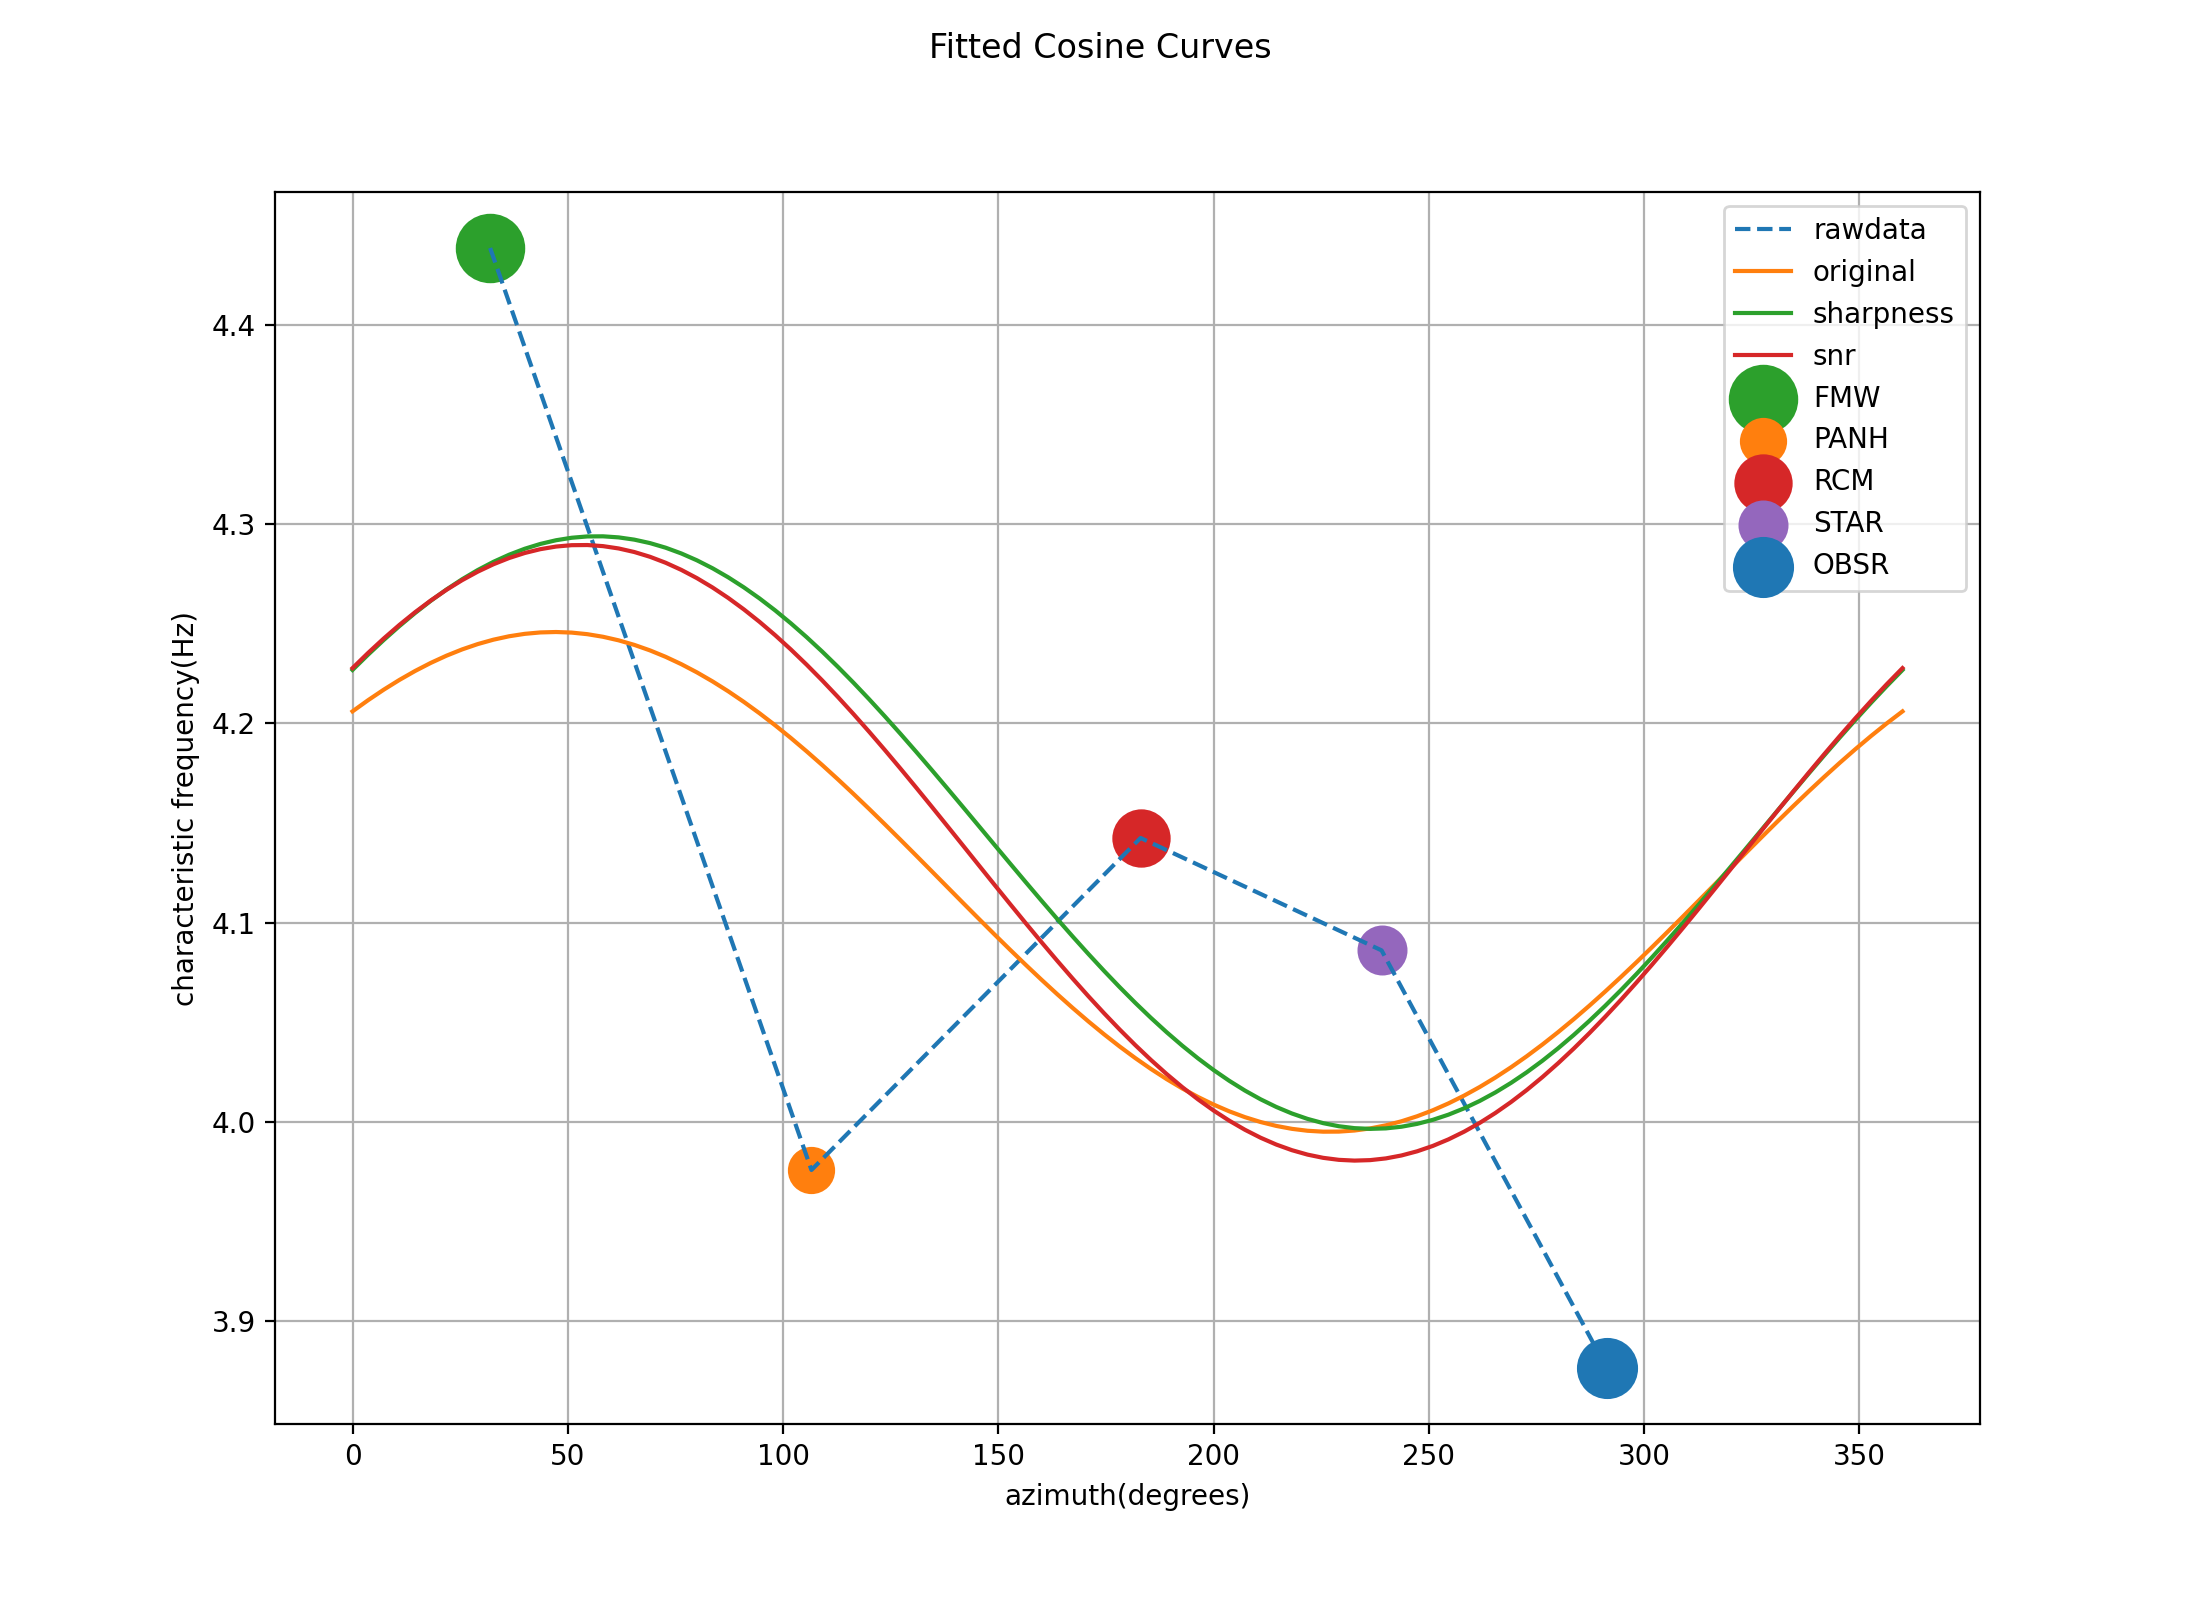 Fitted Cosine Curves
rawdata
original
sharpness
snr
FMW
PANH
RCM
STAR
OBSR
characteristic frequency(Hz)
4.4
4.3
4.2
4.1
4.0
3.9
0 50 100 150 200 250 300 350
azimuth(degrees)